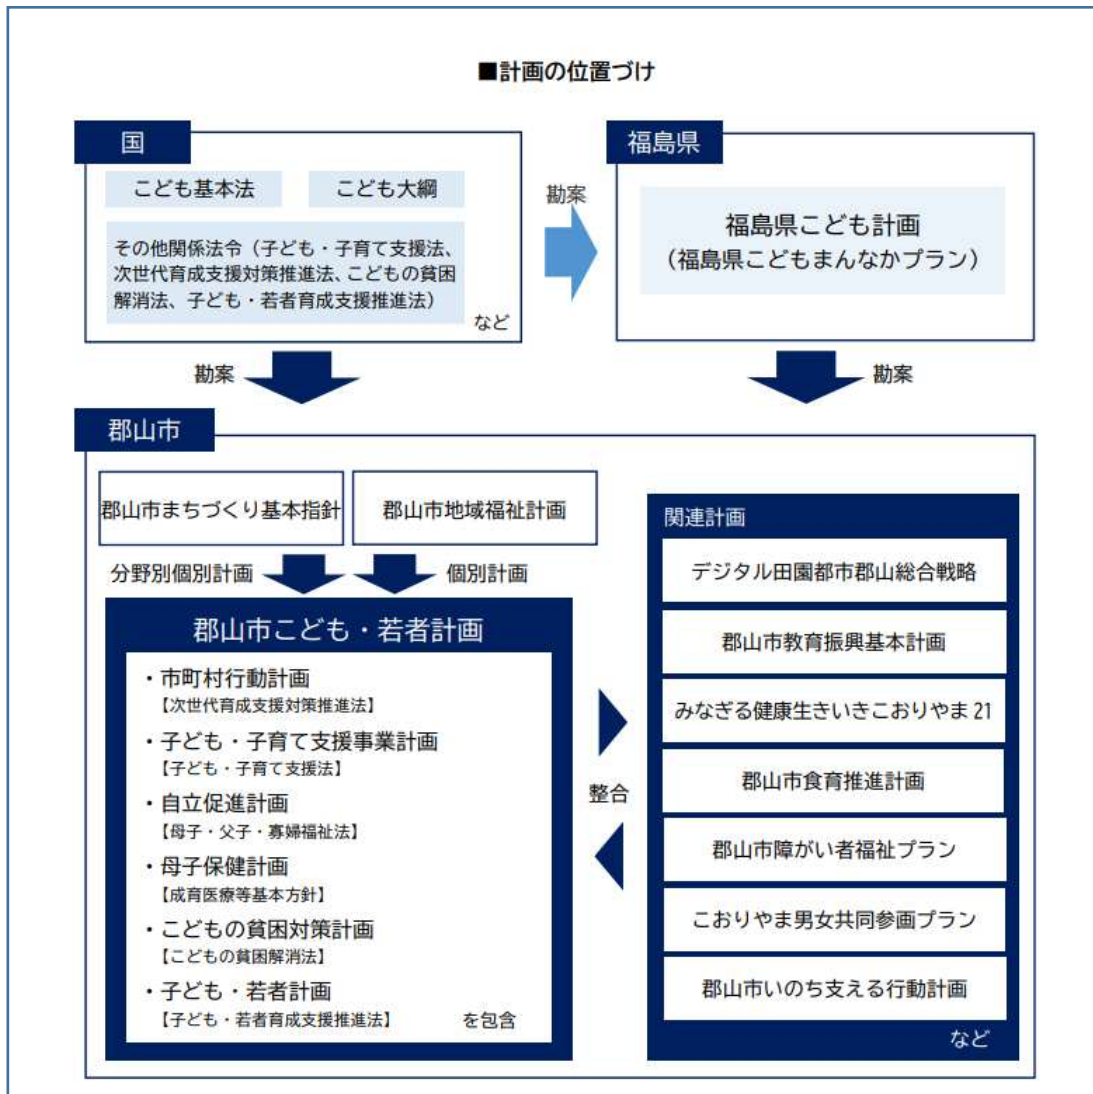 ■計画の位置づけ
国
こども基本法
こども大綱
その他関係法令（子ども・子育て支援法、
次世代育成支援対策推進法、こどもの貧困
解消法、子ども・若者育成支援推進法）
など
勘案
福島県
福島県こども計画
（福島県こどもまんなかプラン）
勘案
勘案
郡山市
郡山市まちづくり基本指針
郡山市地域福祉計画
分野別個別計画
個別計画
郡山市こども・若者計画
・市町村行動計画
【次世代育成支援対策推進法】
・子ども・子育て支援事業計画
【子ども・子育て支援法】
・自立促進計画
【母子・父子・寡婦福祉法】
・母子保健計画
【成育医療等基本方針】
・こどもの貧困対策計画
【こどもの貧困解消法】
・子ども・若者計画
【子ども・若者育成支援推進法】
を包含
整合
関連計画
デジタル田園都市郡山総合戦略
郡山市教育振興基本計画
みなぎる健康生きいきこおりやま21
郡山市食育推進計画
郡山市障がい者福祉プラン
こおりやま男女共同参画プラン
郡山市いのち支える行動計画
など